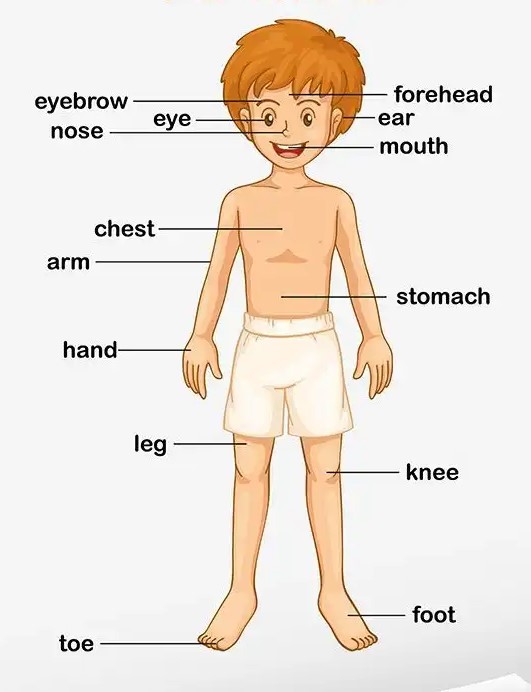 forehead
eyebrow
eye
ear
nose
mouth
chest
arm
stomach
hand
leg
knee
foot
toe